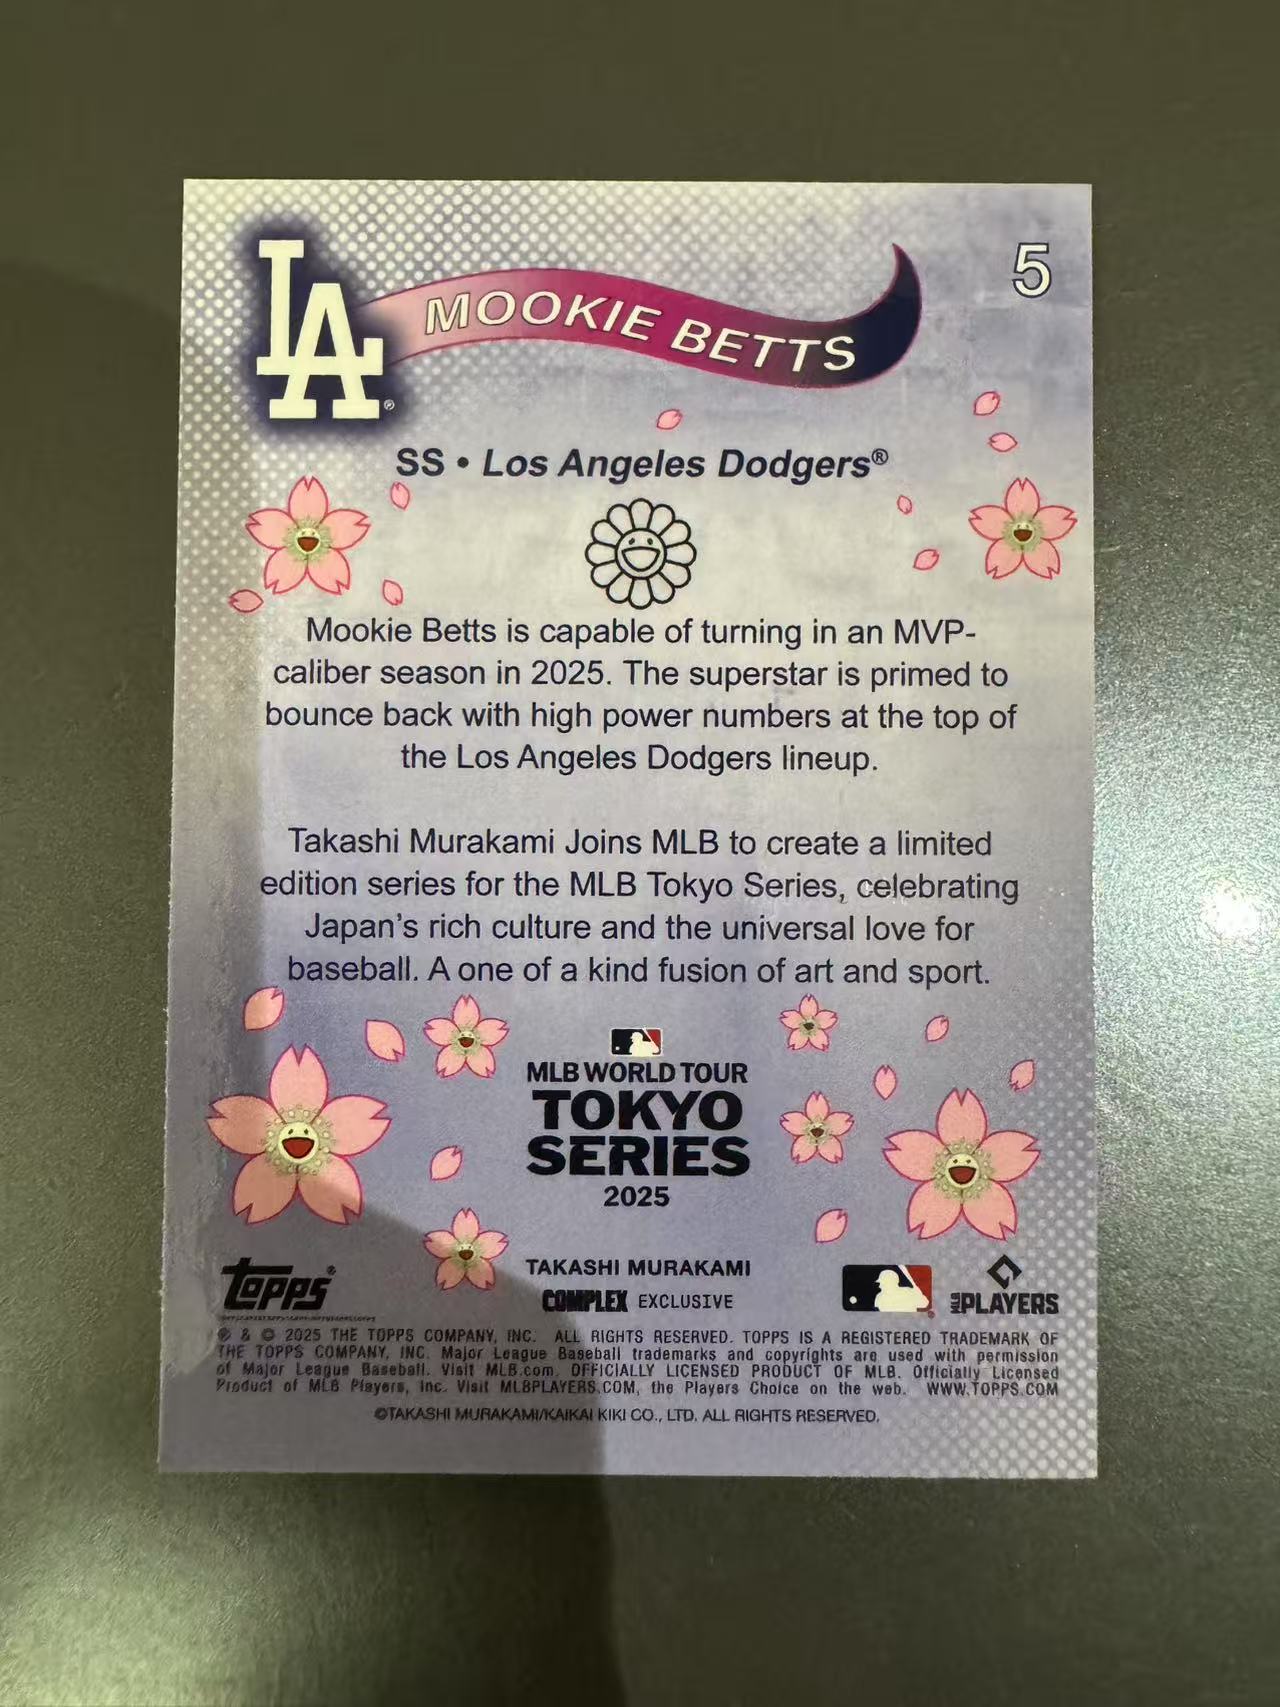 LA®
MOOKIE BETTS
5
SS • Los Angeles Dodgers®
Mookie Betts is capable of turning in an MVP-
caliber season in 2025. The superstar is primed to
bounce back with high power numbers at the top of
the Los Angeles Dodgers lineup.
Takashi Murakami Joins MLB to create a limited
edition series for the MLB Tokyo Series, celebrating
Japan's rich culture and the universal love for
baseball. A one of a kind fusion of art and sport.
MLB WORLD TOUR
TOKYO
SERIES
2025
TAKASHI MURAKAMI
COMPLEX EXCLUSIVE
topps®
MLB PLAYERS
℗ & © 2025 THE TOPPS COMPANY, INC. ALL RIGHTS RESERVED. TOPPS IS A REGISTERED TRADEMARK OF
THE TOPPS COMPANY, INC. Major League Baseball trademarks and copyrights are used with permission
of Major League Baseball. Visit MLB.com. OFFICIALLY LICENSED PRODUCT OF MLB. Officially Licensed
Product of MLB Players, Inc. Visit MLBPLAYERS.COM, the Players Choice on the web. WWW.TOPPS.COM
©TAKASHI MURAKAMI/KAIKAI KIKI CO., LTD. ALL RIGHTS RESERVED.